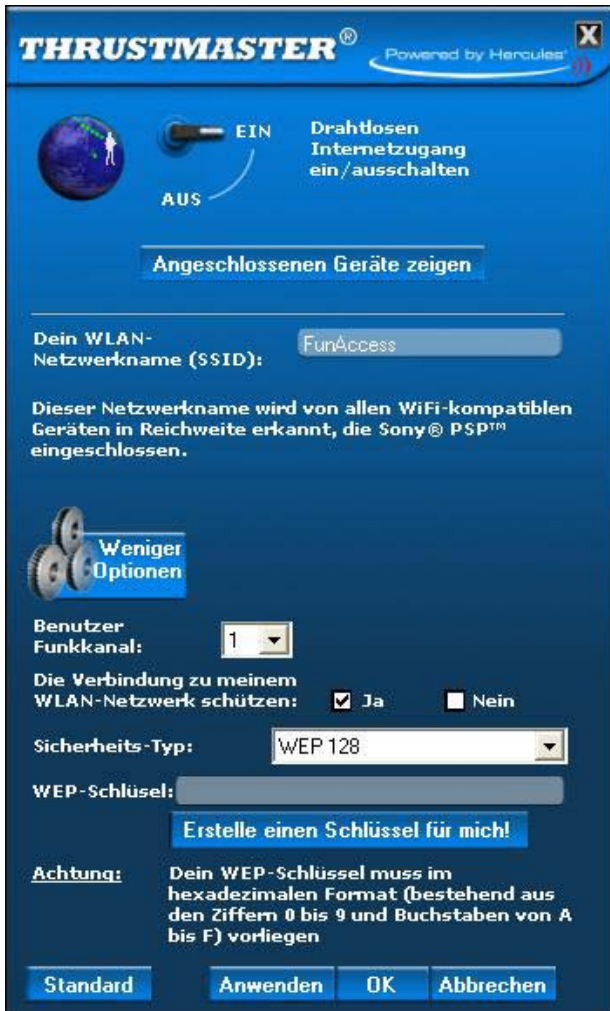 THRUSTMASTER®
Powered by Hercules
X
EIN
AUS
Drahtlosen
Internetzugang
ein/ausschalten
Angeschlossenen Geräte zeigen
Dein WLAN-
Netzwerkname (SSID):
FunAccess
Dieser Netzwerkname wird von allen WiFi-kompatiblen
Geräten in Reichweite erkannt, die Sony® PSP™
eingeschlossen.
Weniger
Optionen
Benutzer
Funkkanal:
1
Die Verbindung zu meinem
WLAN-Netzwerk schützen:
Ja
Nein
Sicherheits-Typ:
WEP 128
WEP-Schlüsel:
Erstelle einen Schlüssel für mich!
Achtung:
Dein WEP-Schlüssel muss im
hexadezimalen Format (bestehend aus
den Ziffern 0 bis 9 und Buchstaben von A
bis F) vorliegen
Standard
Anwenden
OK
Abbrechen